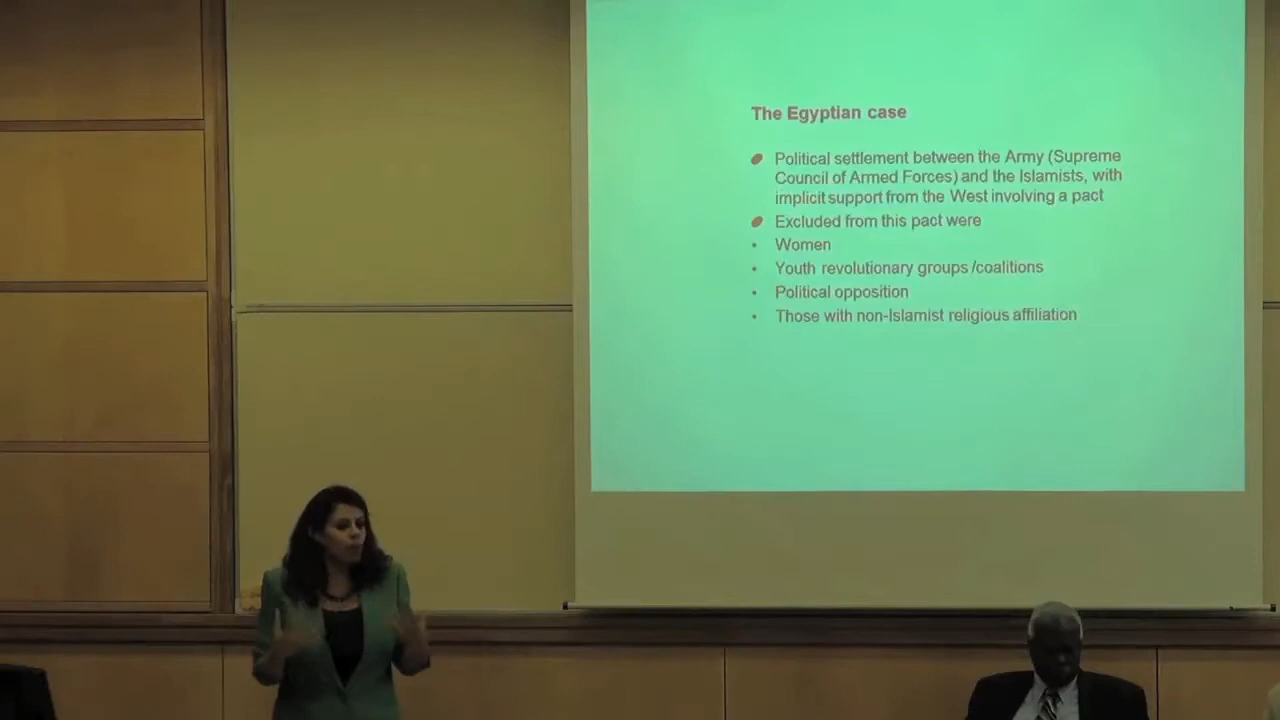 The Egyptian case
Political settlement between the Army (Supreme
Council of Armed Forces) and the Islamists, with
implicit support from the West involving a pact
Excluded from this pact were
• Women
• Youth revolutionary groups /coalitions
• Political opposition
• Those with non-Islamist religious affiliation